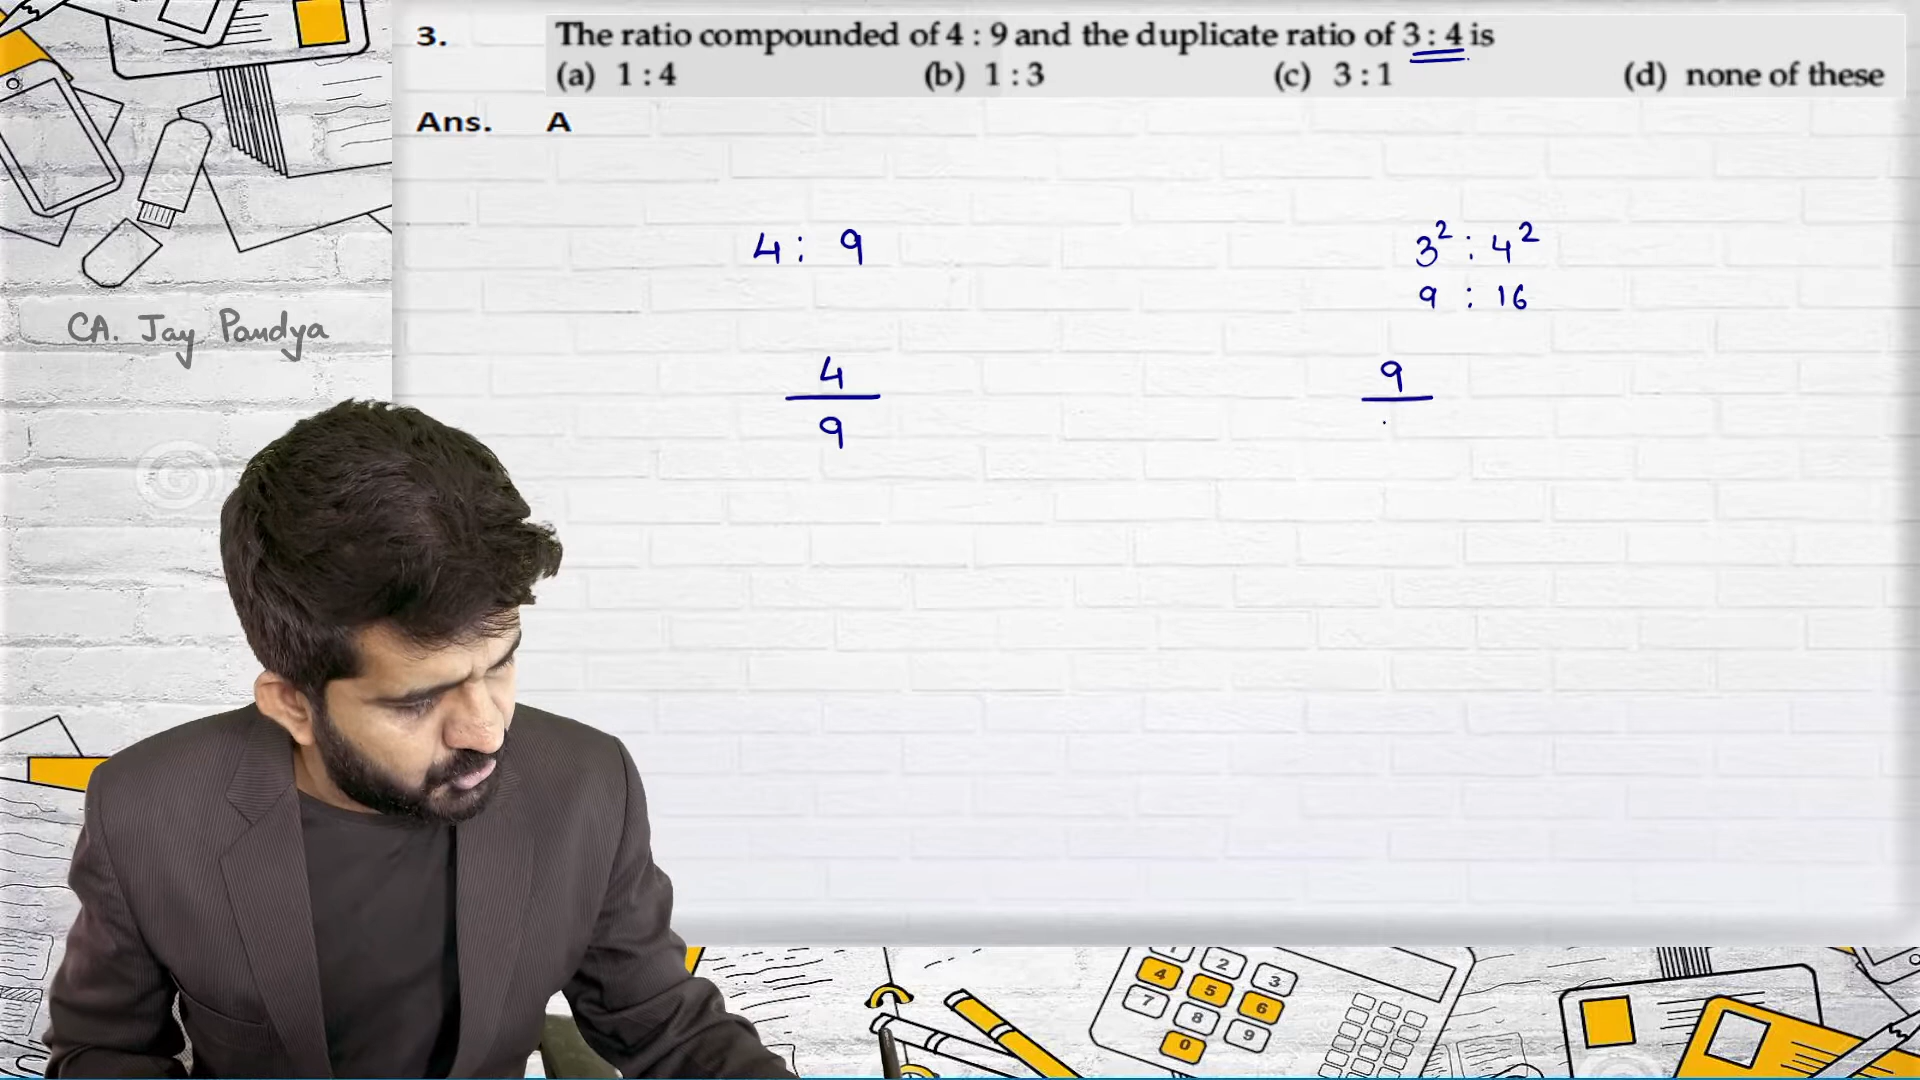 3. The ratio compounded of 4 : 9 and the duplicate ratio of 3 : 4 is
(a) 1 : 4 (b) 1 : 3 (c) 3 : 1 (d) none of these
Ans. A
4 : 9
3² : 4²
9 : 16
CA. Jay Pandya
4
9
9
1 2 3
4 5 6
7 8 9
0